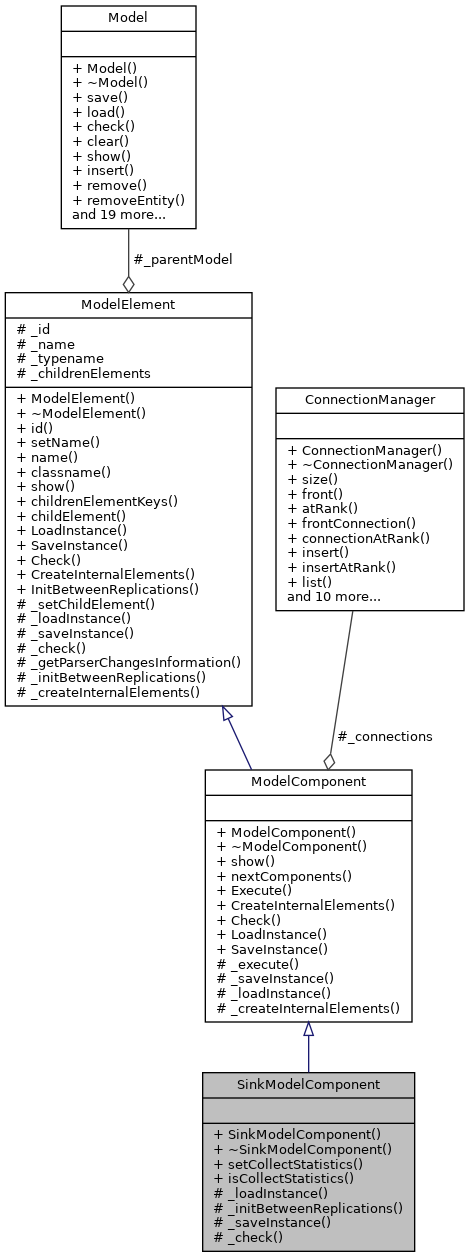 Model
+ Model()
+ ~Model()
+ save()
+ load()
+ check()
+ clear()
+ show()
+ insert()
+ remove()
+ removeEntity()
and 19 more...
#_parentModel
ModelElement
# _id
# _name
# _typename
# _childrenElements
+ ModelElement()
+ ~ModelElement()
+ id()
+ setName()
+ name()
+ classname()
+ show()
+ childrenElementKeys()
+ childElement()
+ LoadInstance()
+ SaveInstance()
+ Check()
+ CreateInternalElements()
+ InitBetweenReplications()
# _setChildElement()
# _loadInstance()
# _saveInstance()
# _check()
# _getParserChangesInformation()
# _initBetweenReplications()
# _createInternalElements()
ConnectionManager
+ ConnectionManager()
+ ~ConnectionManager()
+ size()
+ front()
+ atRank()
+ frontConnection()
+ connectionAtRank()
+ insert()
+ insertAtRank()
+ list()
and 10 more...
#_connections
ModelComponent
+ ModelComponent()
+ ~ModelComponent()
+ show()
+ nextComponents()
+ Execute()
+ CreateInternalElements()
+ Check()
+ LoadInstance()
+ SaveInstance()
# _execute()
# _saveInstance()
# _loadInstance()
# _createInternalElements()
SinkModelComponent
+ SinkModelComponent()
+ ~SinkModelComponent()
+ setCollectStatistics()
+ isCollectStatistics()
# _loadInstance()
# _initBetweenReplications()
# _saveInstance()
# _check()